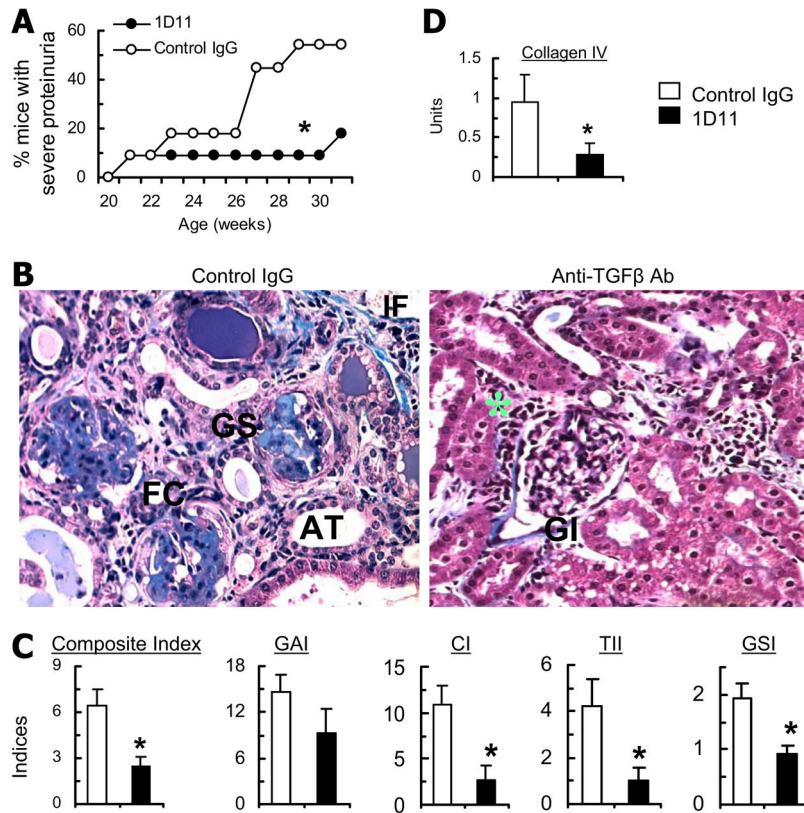 A
1D11
Control IgG
% mice with
severe proteinuria
60
40
20
0
20 22 24 26 28 30
Age (weeks)
*
D
Collagen IV
Units
1.5
1
0.5
0
*
Control IgG
1D11
B
Control IgG
Anti-TGFβ Ab
IF
GS
FC
AT
*
GI
C
Indices
Composite Index
9
6
3
0
*
GAI
18
12
6
0
CI
15
10
5
0
*
TII
6
4
2
0
*
GSI
2
1
0
*